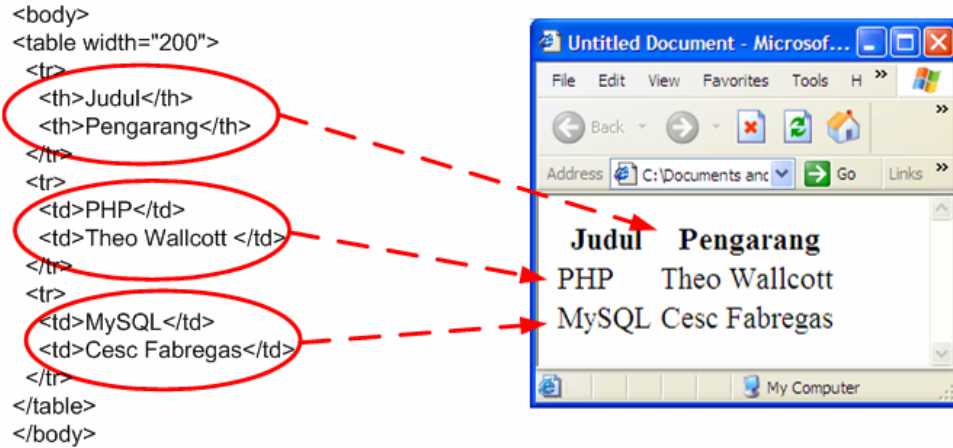 <body>
<table width="200">
<tr>
<th>Judul</th>
<th>Pengarang</th>
</tr>
<tr>
<td>PHP</td>
<td>Theo Wallcott </td>
</tr>
<tr>
<td>MySQL</td>
<td>Cesc Fabregas</td>
</tr>
</table>
</body>
Untitled Document - Microsof...
File Edit View Favorites Tools H »
Back »
Address C:\Documents and Go Links »
Judul Pengarang
PHP Theo Wallcott
MySQL Cesc Fabregas
My Computer